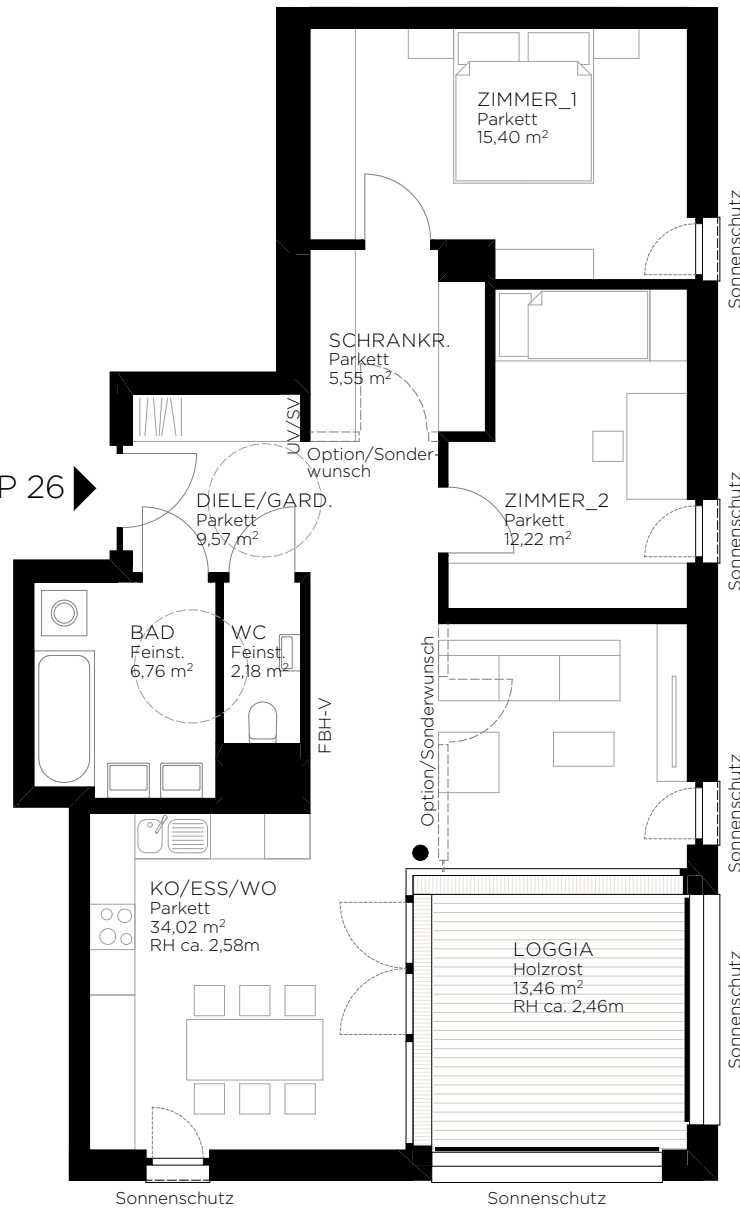 ZIMMER_1
Parkett
15,40 m²
Sonnenschutz
SCHRANKR.
Parkett
5,55 m²
UV/SV
Option/Sonder-
wunsch
P 26
DIELE/GARD.
Parkett
9,57 m²
ZIMMER_2
Parkett
12,22 m²
Sonnenschutz
BAD
Feinst.
6,76 m²
WC
Feinst.
2,18 m²
FBH-V
Option/Sonderwunsch
Sonnenschutz
KO/ESS/WO
Parkett
34,02 m²
RH ca. 2,58m
LOGGIA
Holzrost
13,46 m²
RH ca. 2,46m
Sonnenschutz
Sonnenschutz
Sonnenschutz